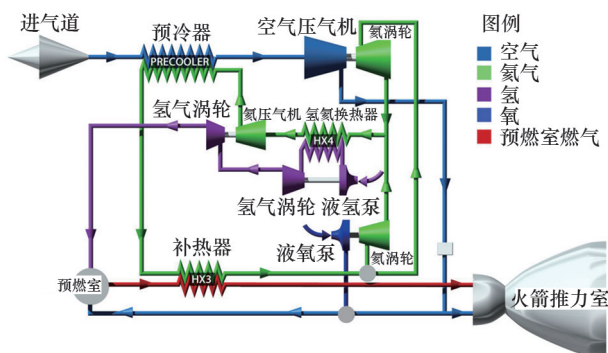 进气道
预冷器
PRECOOLER
空气压气机
氦涡轮
图例
空气
氦气
氢
氧
预燃室燃气
氢气涡轮
氦压气机
氢氦换热器
HX4
氢气涡轮
液氢泵
液氧泵
氦涡轮
补热器
HX3
预燃室
火箭推力室